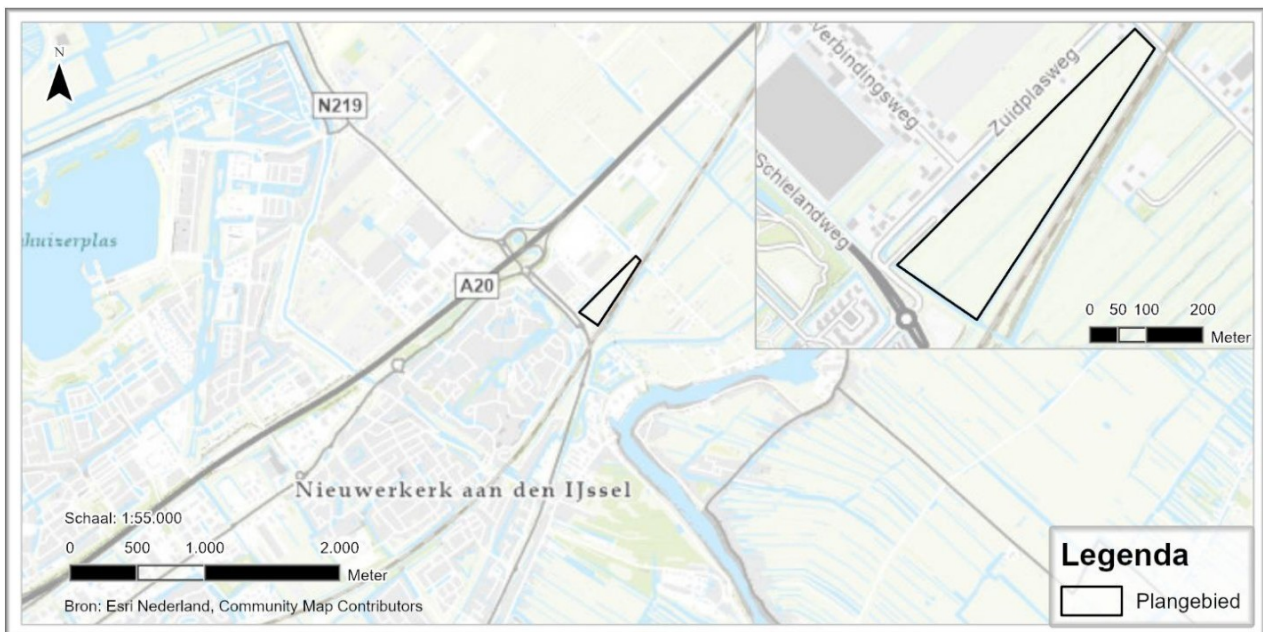 N
N219
A20
huizerplas
Nieuwerkerk aan den IJssel
Schaal: 1:55.000
0 500 1.000 2.000
Meter
Bron: Esri Nederland, Community Map Contributors
Verbindingsweg
Zuidplasweg
Schielandweg
0 50 100 200
Meter
Legenda
Plangebied